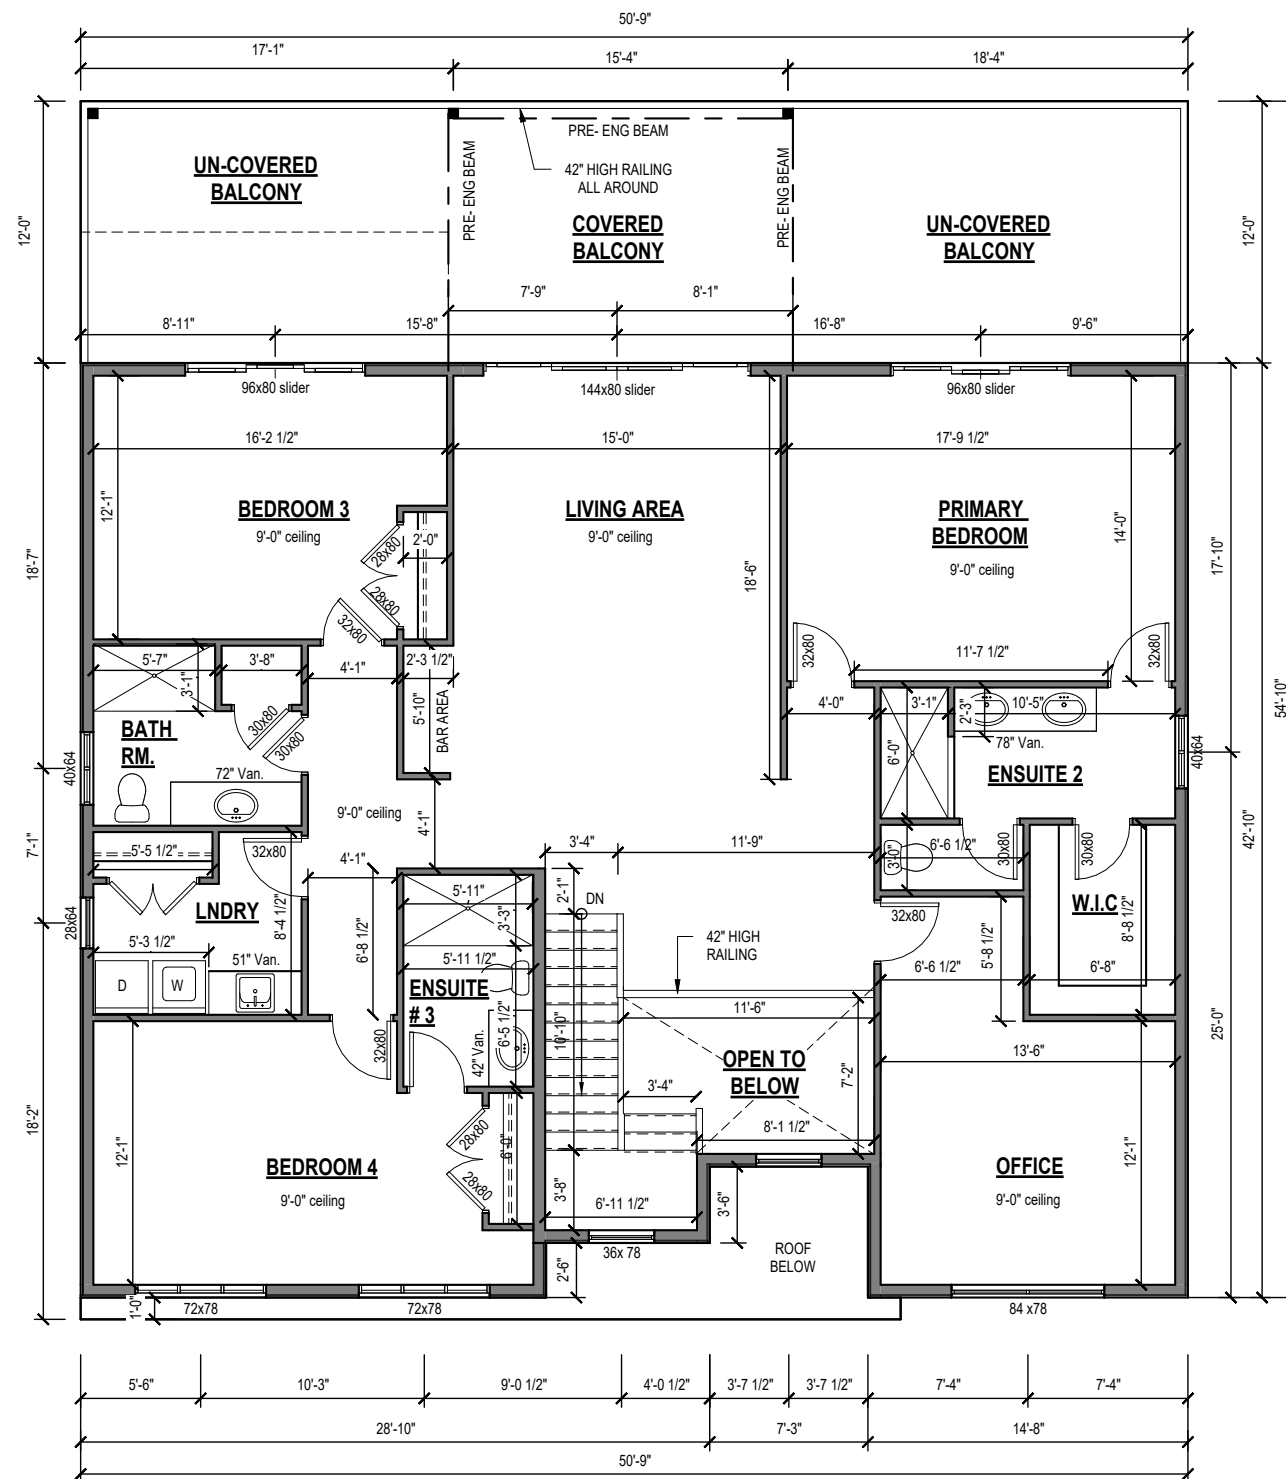 50'-9"
17'-1"
15'-4"
18'-4"
PRE- ENG BEAM
UN-COVERED
BALCONY
42" HIGH RAILING
ALL AROUND
PRE- ENG BEAM
PRE- ENG BEAM
COVERED
BALCONY
UN-COVERED
BALCONY
12'-0"
12'-0"
7'-9"
8'-1"
8'-11"
15'-8"
16'-8"
9'-6"
96x80 slider
144x80 slider
96x80 slider
16'-2 1/2"
15'-0"
17'-9 1/2"
12'-1"
BEDROOM 3
9'-0" ceiling
LIVING AREA
9'-0" ceiling
PRIMARY
BEDROOM
9'-0" ceiling
14'-0"
18'-7"
17'-10"
28x80
2'-0"
28x80
18'-6"
32x80
32x80
11'-7 1/2"
32x80
5'-7"
3'-8"
4'-1"
2'-3 1/2"
3'-1"
5'-10"
BAR AREA
4'-0"
3'-1"
2'-3"
10'-5"
54'-10"
BATH
RM.
30x80
30x80
78" Van.
40x64
72" Van.
6'-0"
ENSUITE 2
40x64
9'-0" ceiling
4'-1"
42'-10"
7'-1"
5'-5 1/2"
32x80
4'-1"
3'-4"
11'-9"
3'-0"
6'-6 1/2"
30x80
30x80
28x64
LNDRY
8'-4 1/2"
5'-11"
3'-3"
2'-1"
DN
32x80
W.I.C
8'-8 1/2"
5'-3 1/2"
51" Van.
6'-8 1/2"
42" HIGH
RAILING
5'-8 1/2"
D
W
5'-11 1/2"
ENSUITE
# 3
6'-5 1/2"
6'-6 1/2"
6'-8"
11'-6"
25'-0"
32x80
42" Van.
10'-10"
OPEN TO
BELOW
7'-2"
13'-6"
3'-4"
18'-2"
12'-1"
28x80
6'-0"
28x80
8'-1 1/2"
12'-1"
BEDROOM 4
9'-0" ceiling
3'-8"
6'-11 1/2"
3'-6"
OFFICE
9'-0" ceiling
36x 78
ROOF
BELOW
2'-6"
1'-0"
72x78
72x78
84 x78
5'-6"
10'-3"
9'-0 1/2"
4'-0 1/2"
3'-7 1/2"
3'-7 1/2"
7'-4"
7'-4"
28'-10"
7'-3"
14'-8"
50'-9"